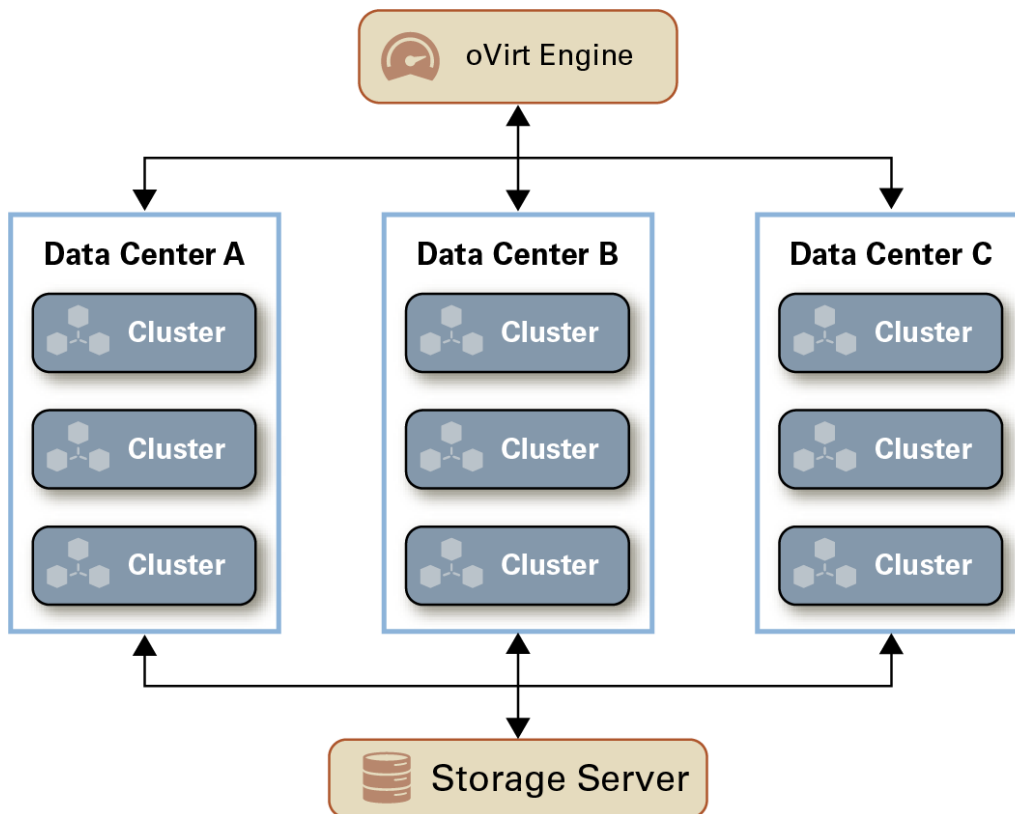 oVirt Engine
Data Center A
Cluster
Cluster
Cluster
Data Center B
Cluster
Cluster
Cluster
Data Center C
Cluster
Cluster
Cluster
Storage Server